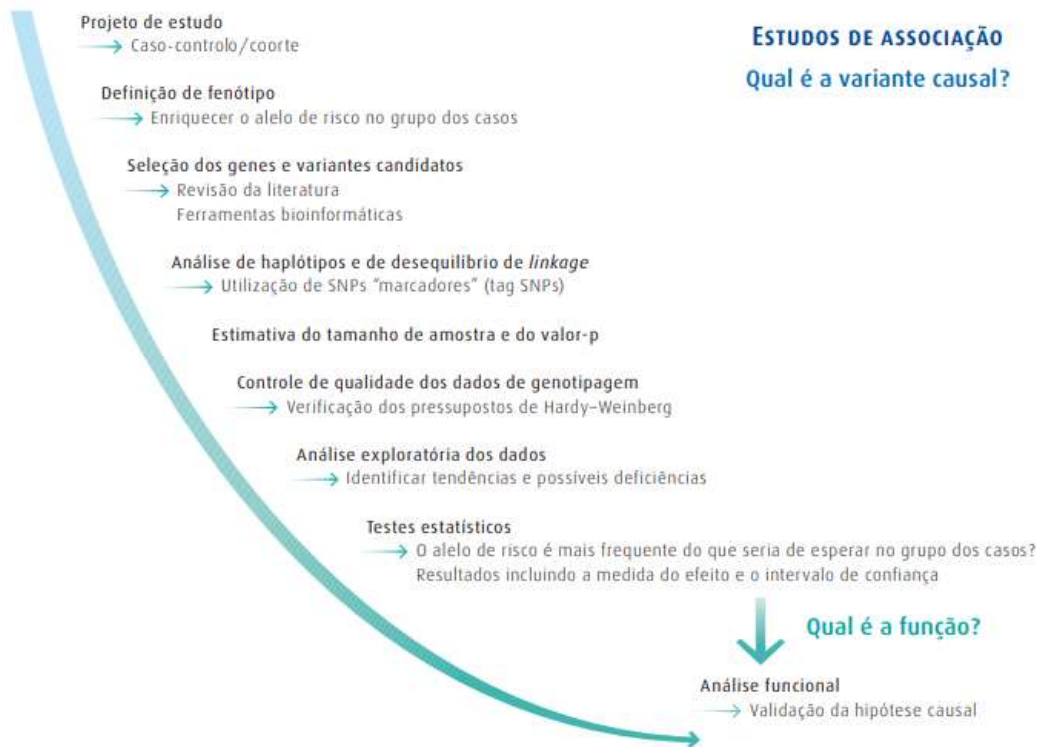 ESTUDOS DE ASSOCIAÇÃO
Qual é a variante causal?
Projeto de estudo
Caso-controlo/coorte
Definição de fenótipo
Enriquecer o alelo de risco no grupo dos casos
Seleção dos genes e variantes candidatos
Revisão da literatura
Ferramentas bioinformáticas
Análise de haplótipos e de desequilíbrio de linkage
Utilização de SNPs “marcadores” (tag SNPs)
Estimativa do tamanho de amostra e do valor-p
Controle de qualidade dos dados de genotipagem
Verificação dos pressupostos de Hardy–Weinberg
Análise exploratória dos dados
Identificar tendências e possíveis deficiências
Testes estatísticos
O alelo de risco é mais frequente do que seria de esperar no grupo dos casos?
Resultados incluindo a medida do efeito e o intervalo de confiança
Qual é a função?
Análise funcional
Validação da hipótese causal